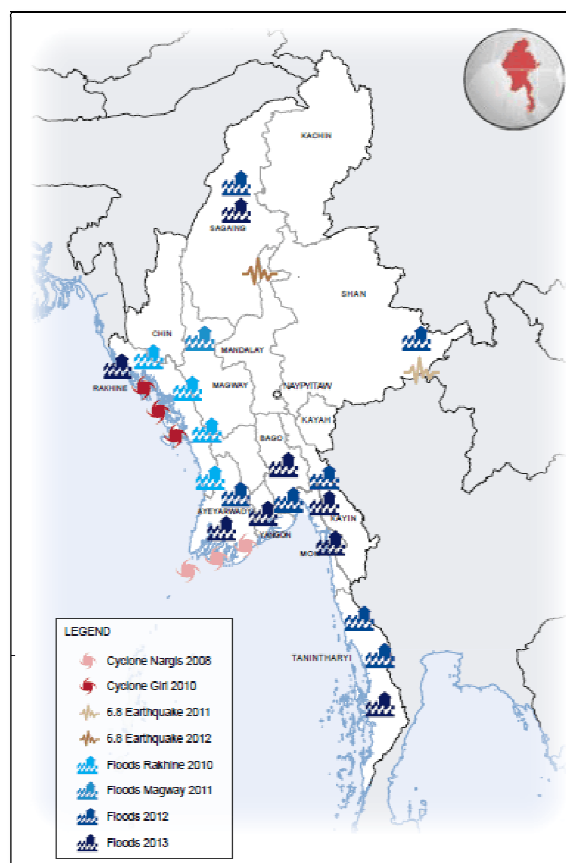 KACHIN
SAGAING
SHAN
CHIN
MANDALAY
RAKHINE
MAGWAY
NAYPYITAW
KAYAH
BAGO
AYEYARWADY
YANGON
KAYIN
TANINTHARYI
LEGEND
Cyclone Nargis 2008
Cyclone Giri 2010
6.8 Earthquake 2011
6.8 Earthquake 2012
Floods Rakhine 2010
Floods Magway 2011
Floods 2012
Floods 2013